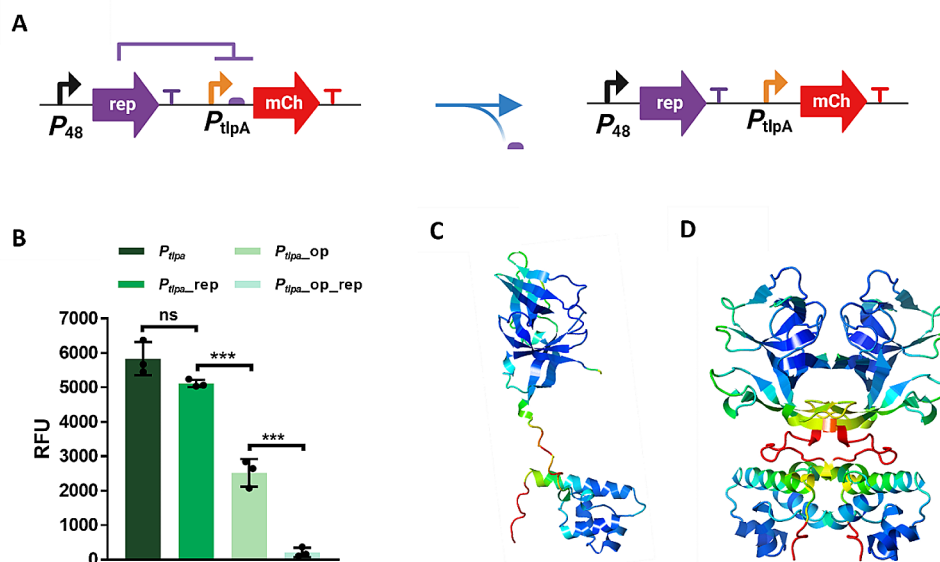 A
rep
mCh
P48
PtlpA
rep
mCh
P48
PtlpA
B
Ptlpa
Ptlpa_op
Ptlpa_rep
Ptlpa_op_rep
C
D
RFU
7000
6000
5000
4000
3000
2000
1000
0
ns
***
***